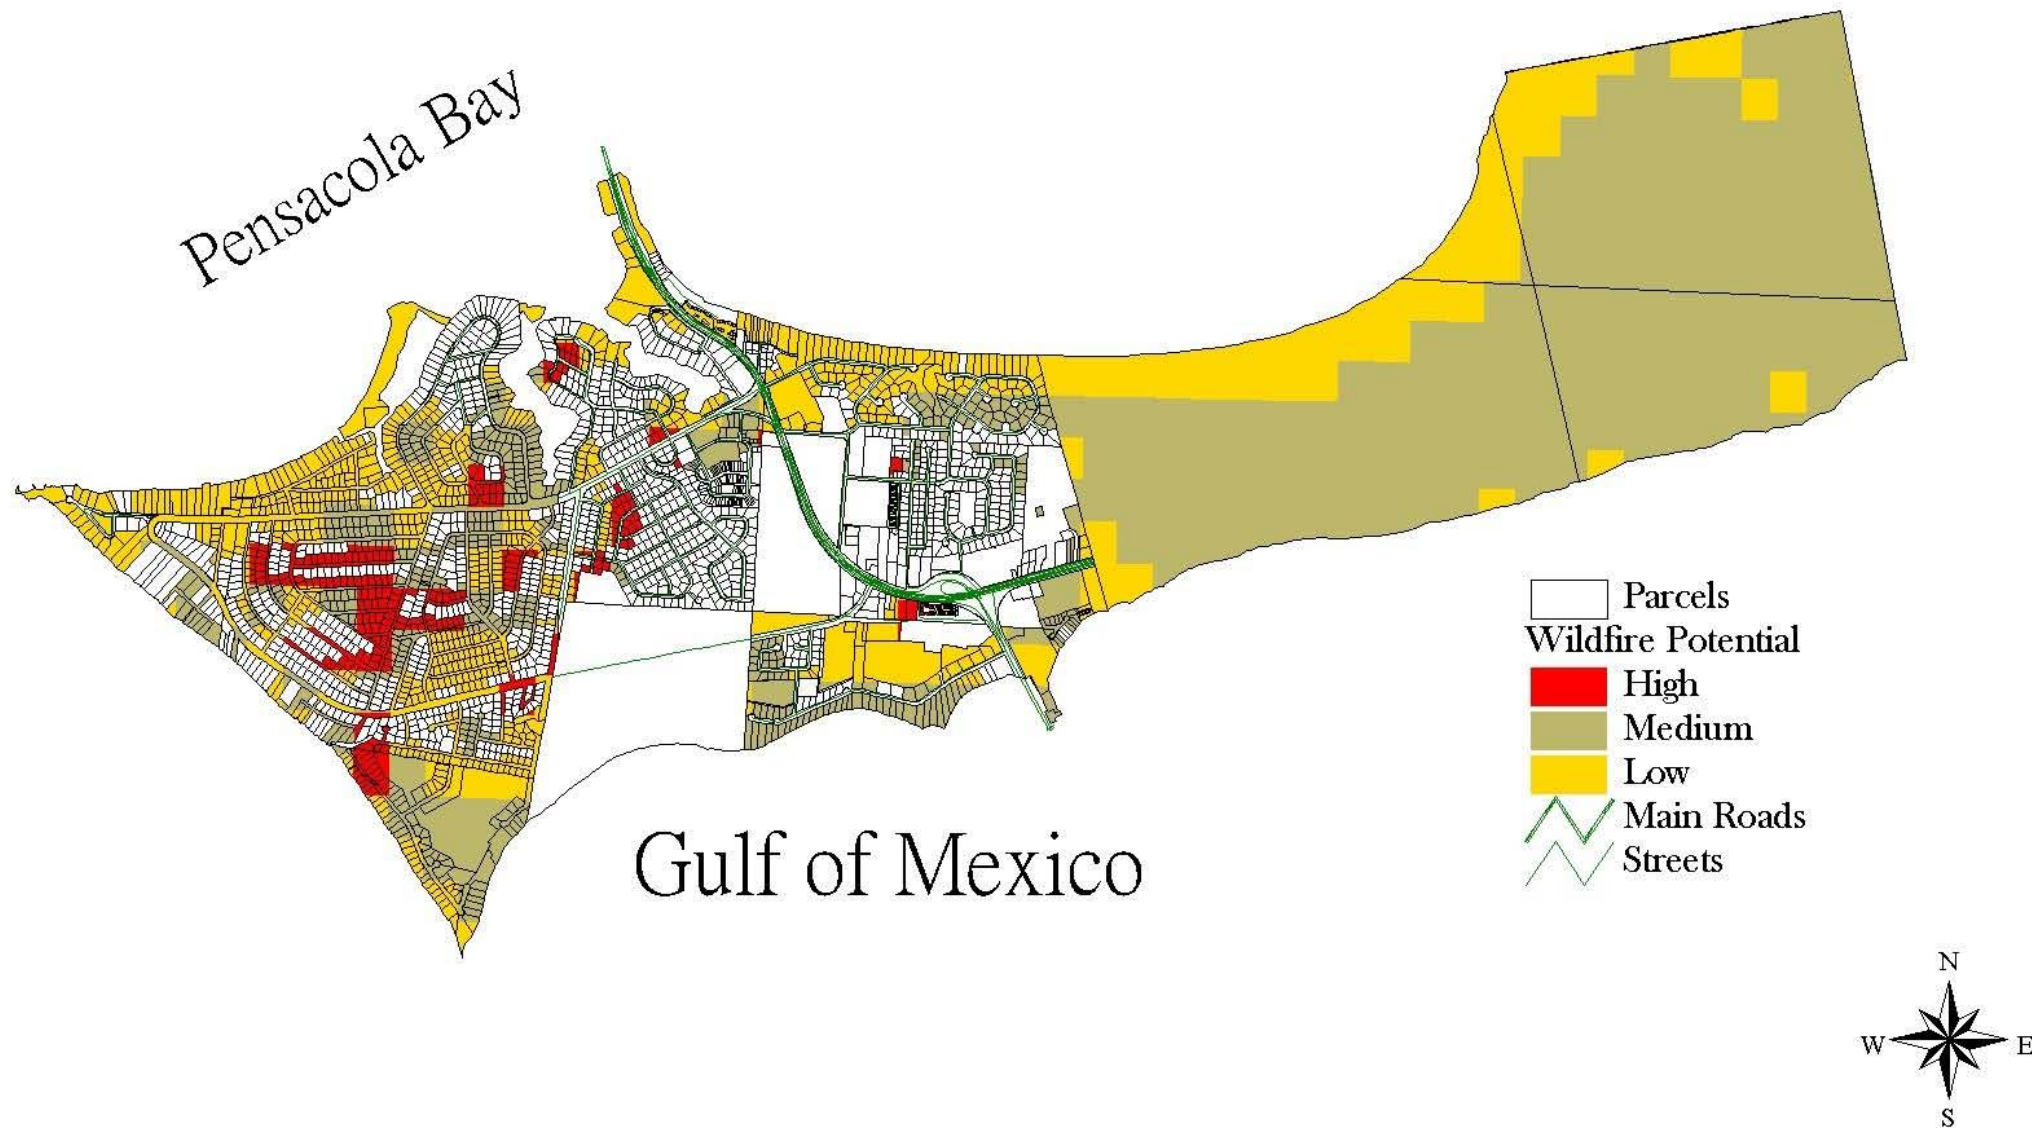 Pensacola Bay
Parcels
Wildfire Potential
High
Medium
Low
Main Roads
Streets
Gulf of Mexico
N
W E
S